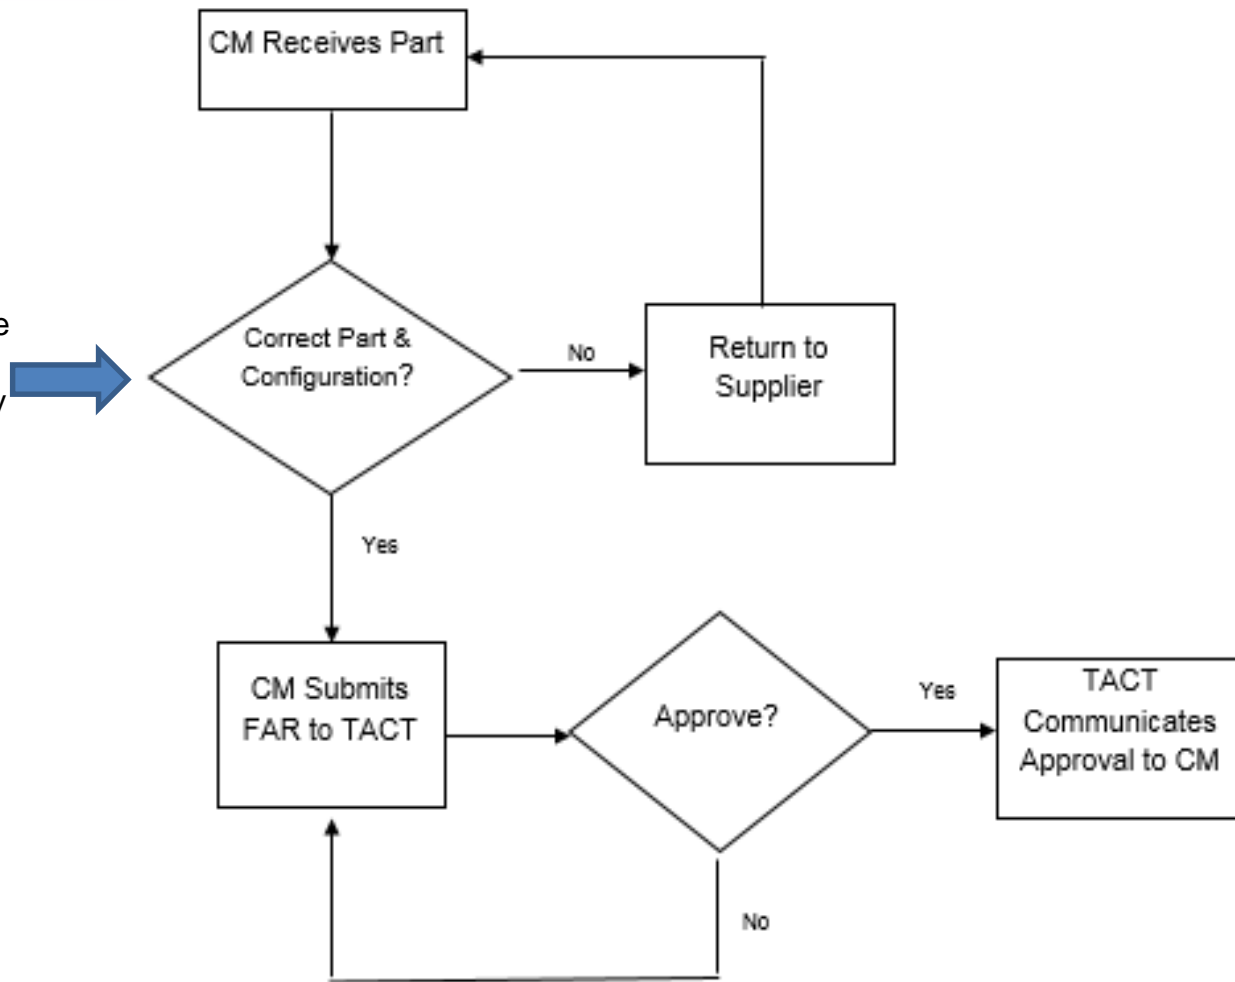 CM Receives Part
e
y
Correct Part &
Configuration?
No
Return to
Supplier
Yes
CM Submits
FAR to TACT
Approve?
Yes
TACT
Communicates
Approval to CM
No